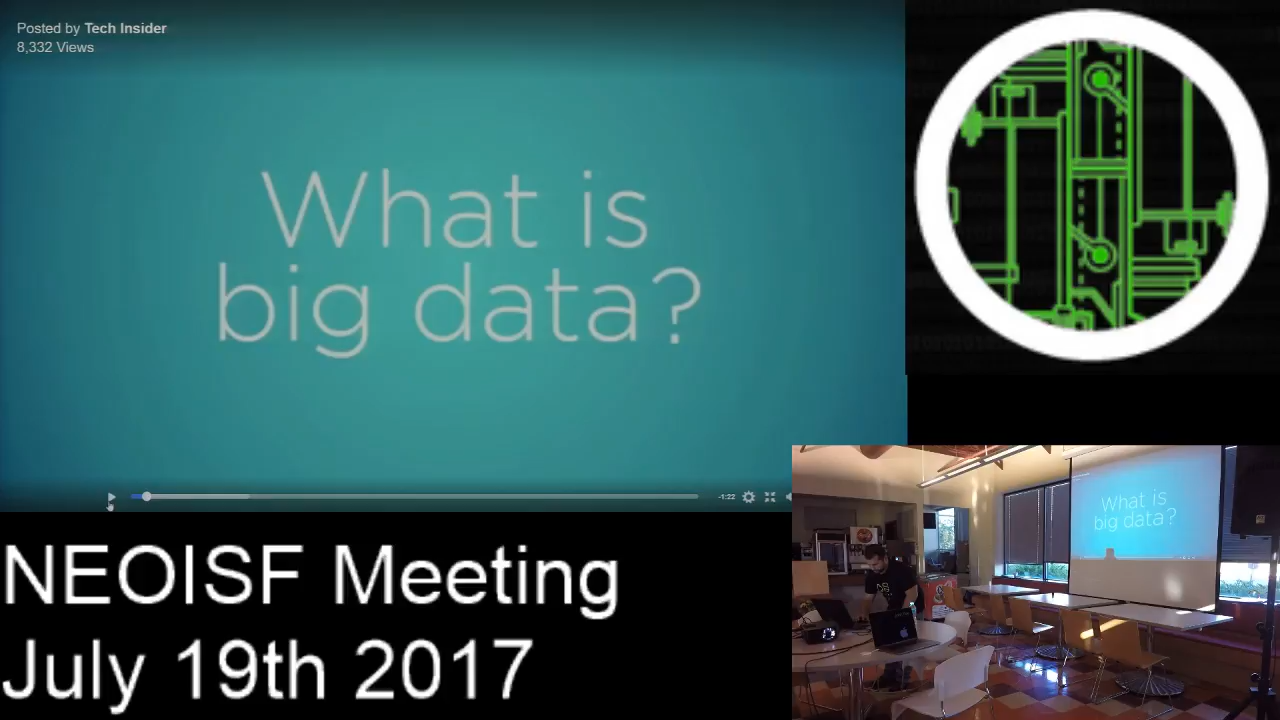 Posted by Tech Insider
8,332 Views
What is
big data?
-1:22
What is
big data?
NEOISF Meeting
July 19th 2017